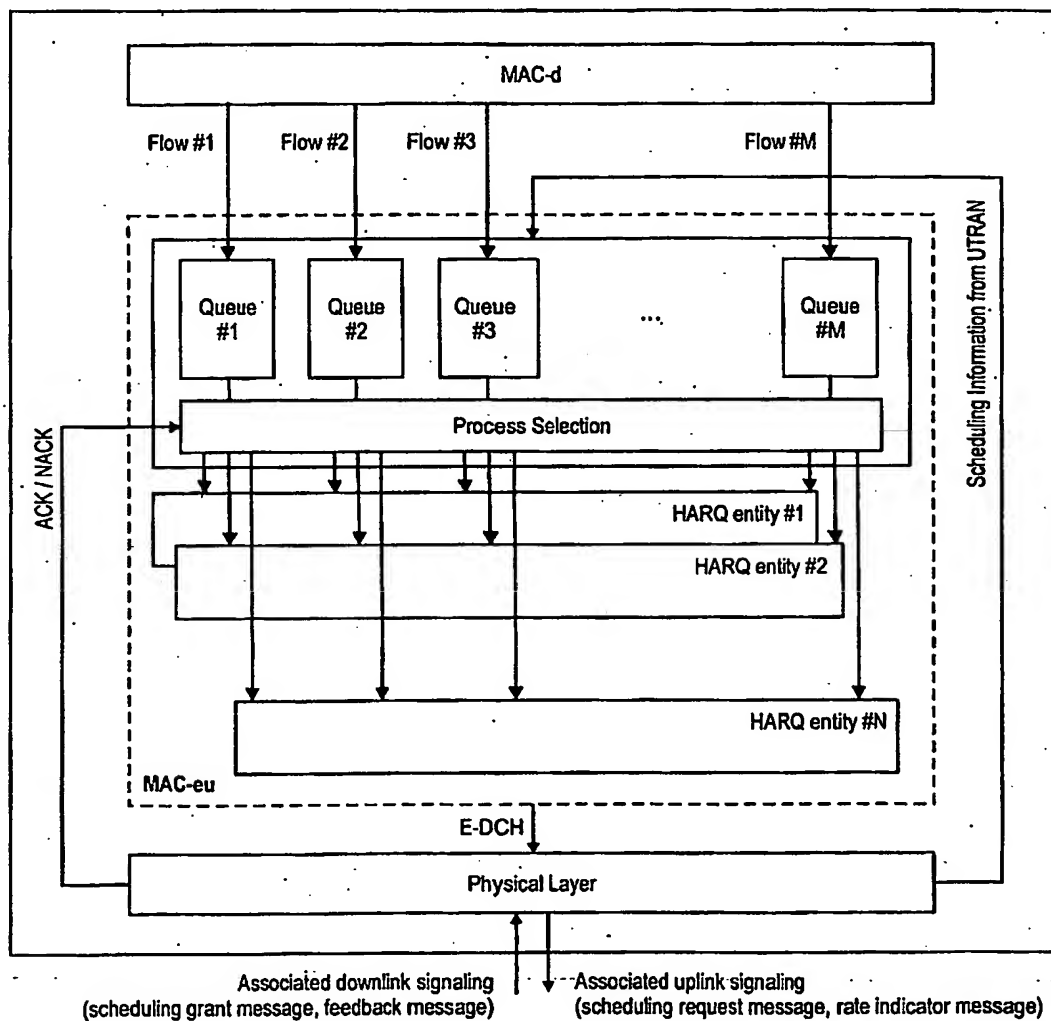 MAC-d
Flow #1
Flow #2
Flow #3
Flow #M
Queue
#1
Queue
#2
Queue
#3
...
Queue
#M
Scheduling Information from UTRAN
Process Selection
ACK / NACK
HARQ entity #1
HARQ entity #2
HARQ entity #N
MAC-eu
E-DCH
Physical Layer
Associated downlink signaling
(scheduling grant message, feedback message)
Associated uplink signaling
(scheduling request message, rate indicator message)